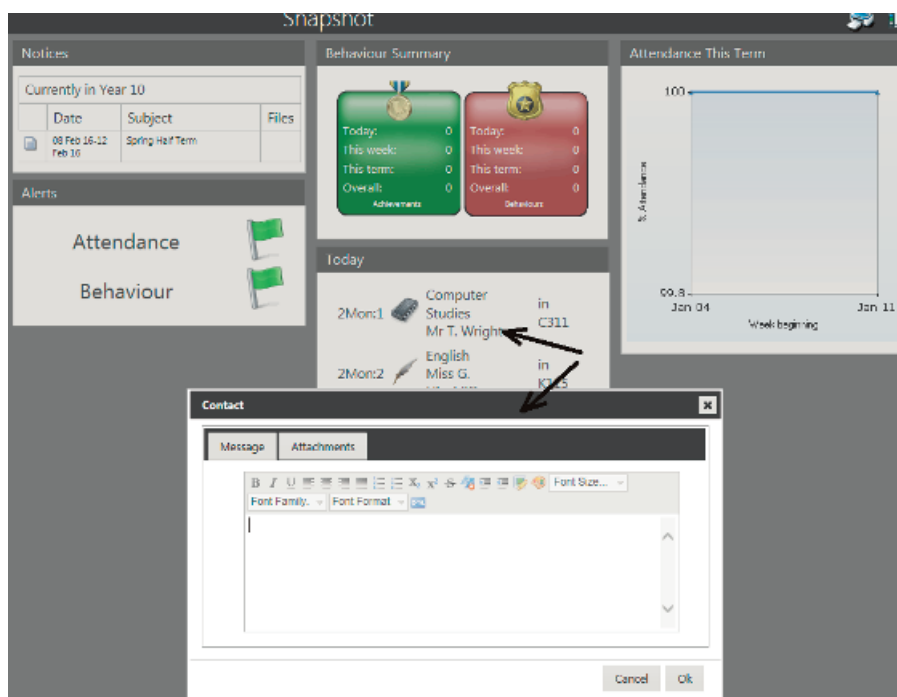 Snapshot
Notices
Currently in Year 10
Date Subject Files
08 Feb 16-12 Feb 16 Spring Half Term
Alerts
Attendance
Behaviour
Behaviour Summary
Today: 0
This week: 0
This term: 0
Overall: 0
Achievements
Today: 0
This week: 0
This term: 0
Overall: 0
Behaviours
Today
2Mon:1 Computer Studies Mr T. Wright in C311
2Mon:2 English Miss G. in
Attendance This Term
100
% Attendance
99.8
Jan 04 Jan 11
Week beginning
Contact
Message Attachments
B I U Font Size...
Font Family. Font Format
Cancel Ok